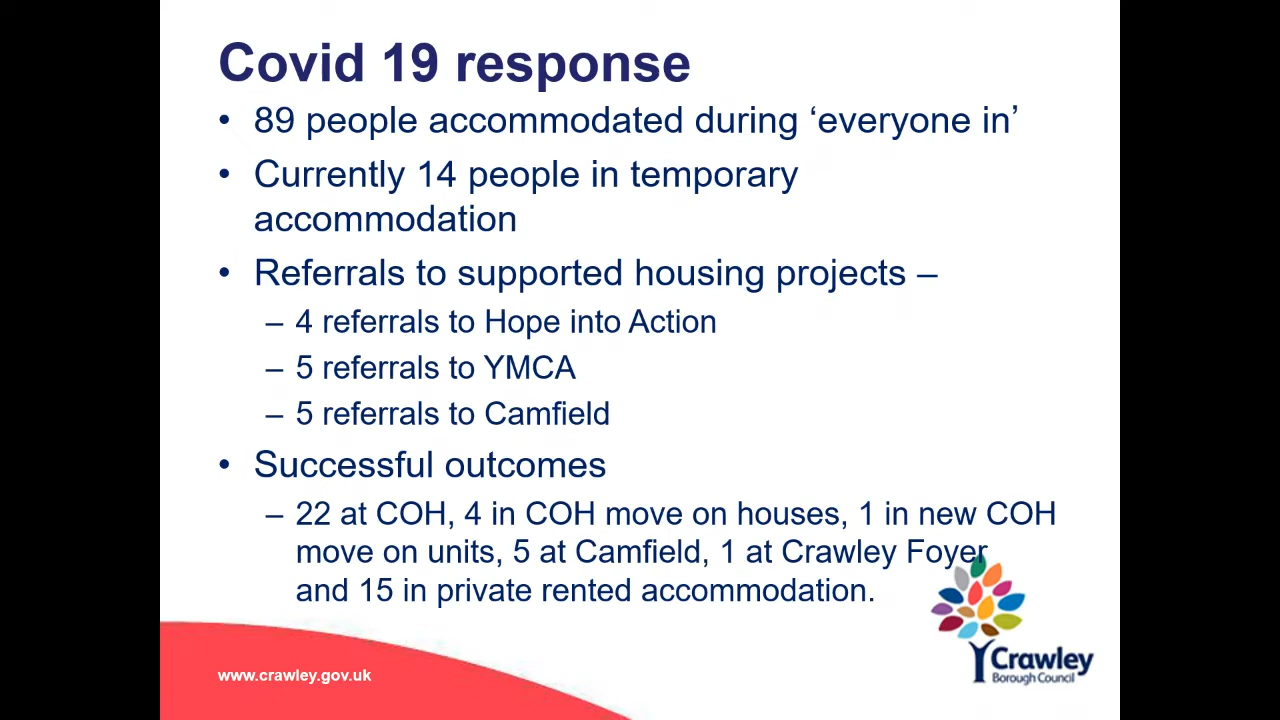 Covid 19 response
• 89 people accommodated during ‘everyone in’
• Currently 14 people in temporary
accommodation
• Referrals to supported housing projects –
– 4 referrals to Hope into Action
– 5 referrals to YMCA
– 5 referrals to Camfield
• Successful outcomes
– 22 at COH, 4 in COH move on houses, 1 in new COH
move on units, 5 at Camfield, 1 at Crawley Foyer
and 15 in private rented accommodation.
www.crawley.gov.uk
Crawley
Borough Council